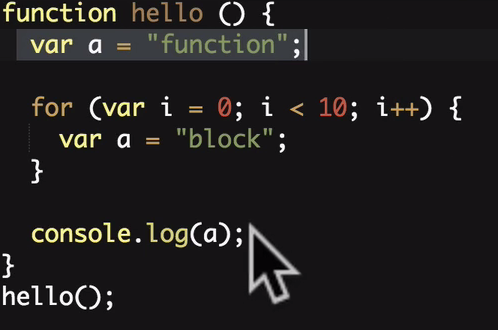 function hello () {
  var a = "function";
  for (var i = 0; i < 10; i++) {
    var a = "block";
  }
  console.log(a);
}
hello();